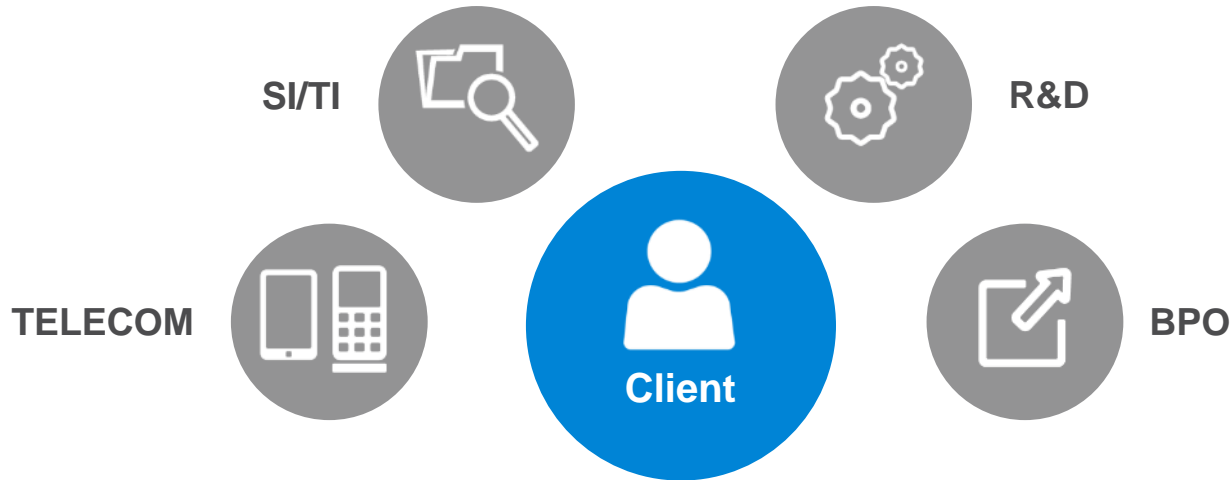 SI/TI
R&D
TELECOM
BPO
Client